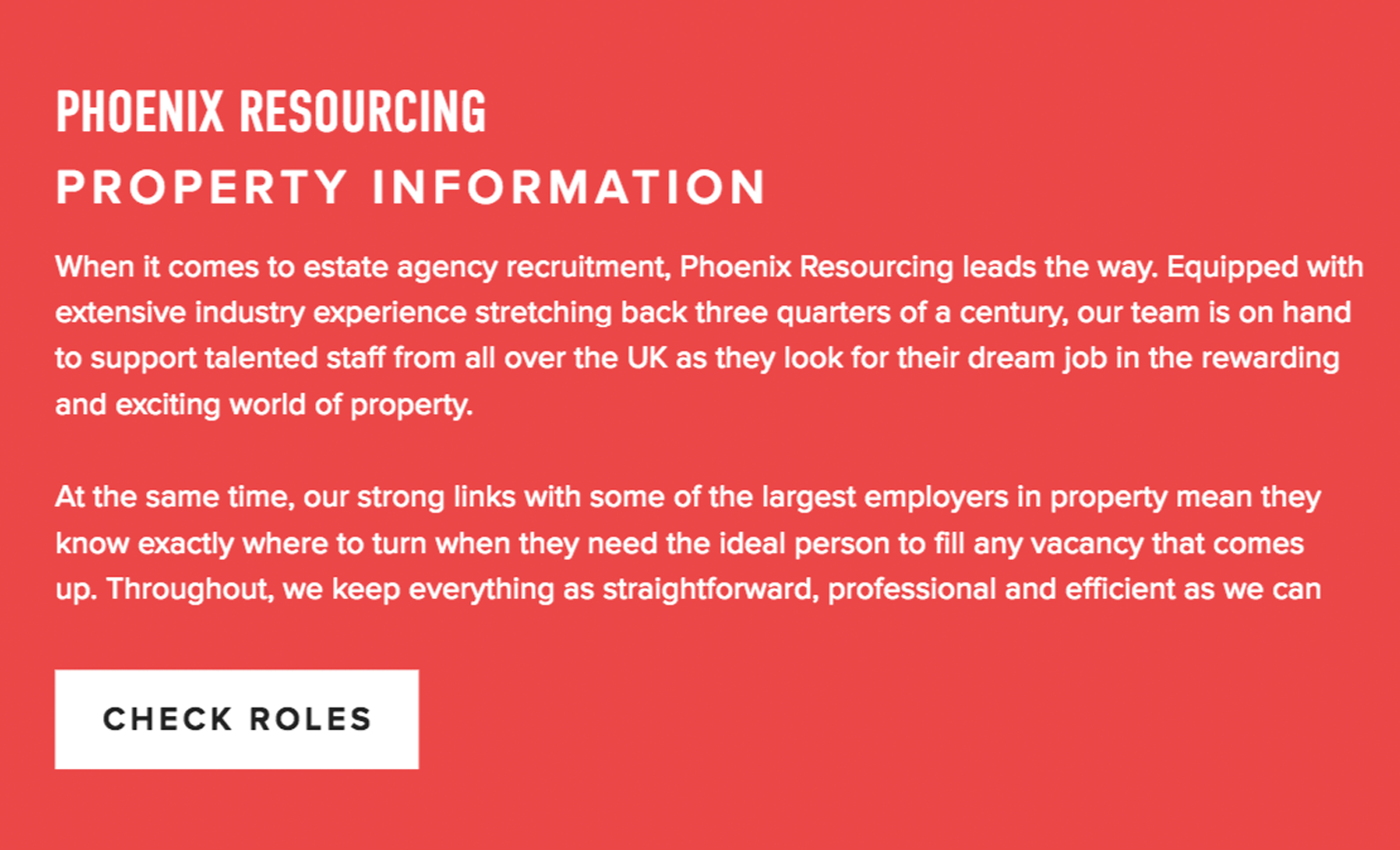 PHOENIX RESOURCING
PROPERTY INFORMATION
When it comes to estate agency recruitment, Phoenix Resourcing leads the way. Equipped with
extensive industry experience stretching back three quarters of a century, our team is on hand
to support talented staff from all over the UK as they look for their dream job in the rewarding
and exciting world of property.
At the same time, our strong links with some of the largest employers in property mean they
know exactly where to turn when they need the ideal person to fill any vacancy that comes
up. Throughout, we keep everything as straightforward, professional and efficient as we can
CHECK ROLES